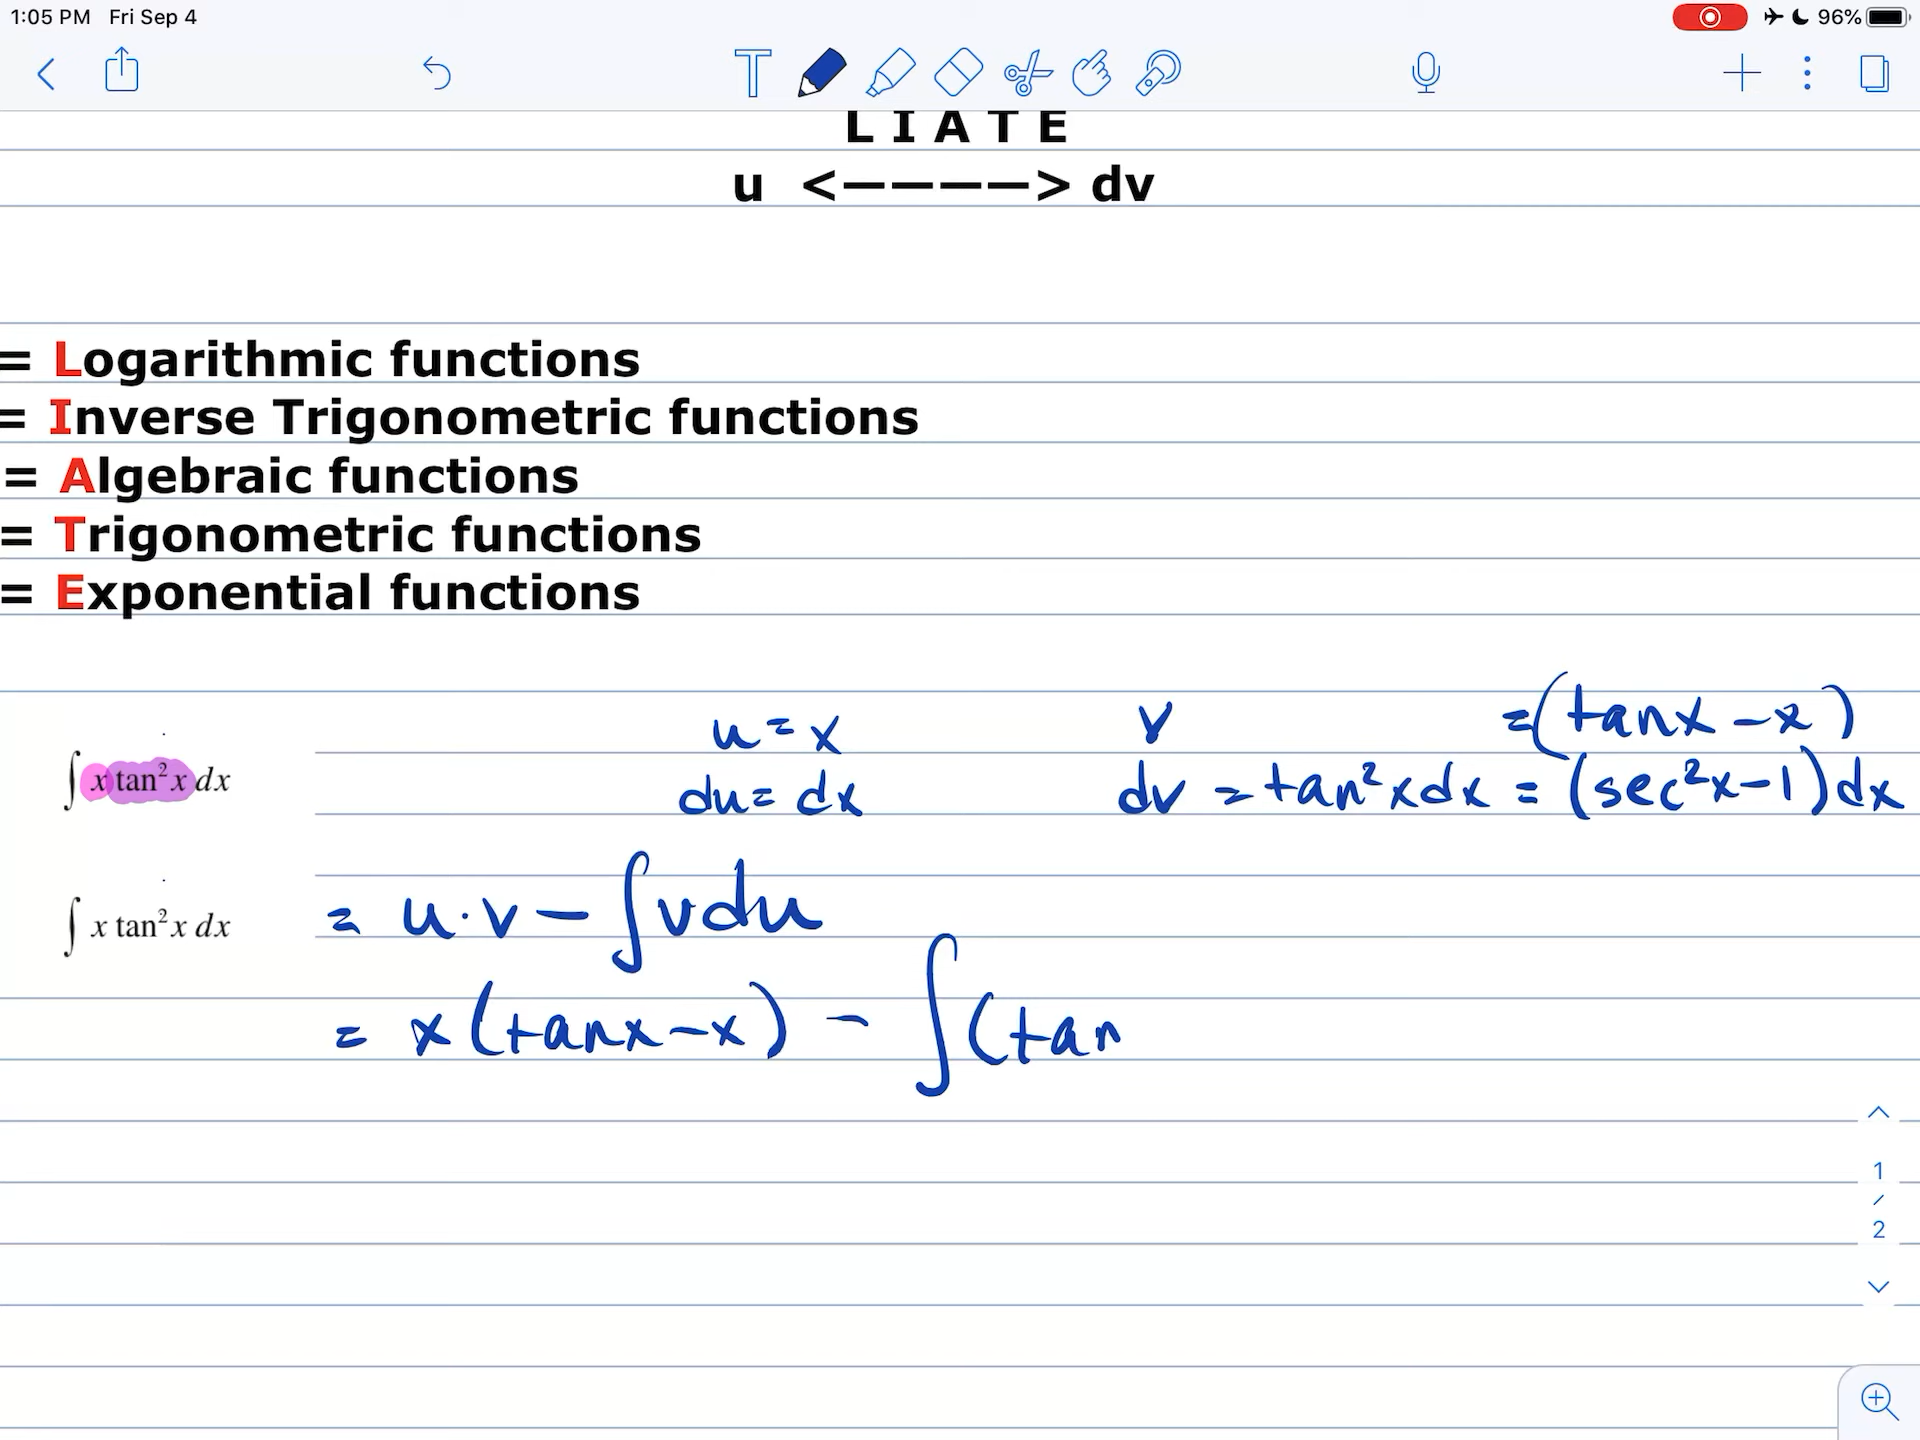 1:05 PM Fri Sep 4 96%
T
L I A T E
u <————> dv
= Logarithmic functions
= Inverse Trigonometric functions
= Algebraic functions
= Trigonometric functions
= Exponential functions
u = x v = (tanx - x)
∫ x tan²x dx du = dx dv = tan²x dx = (sec²x - 1)dx
∫ x tan²x dx = u·v - ∫vdu
= x(tanx - x) - ∫(tan
1
/
2